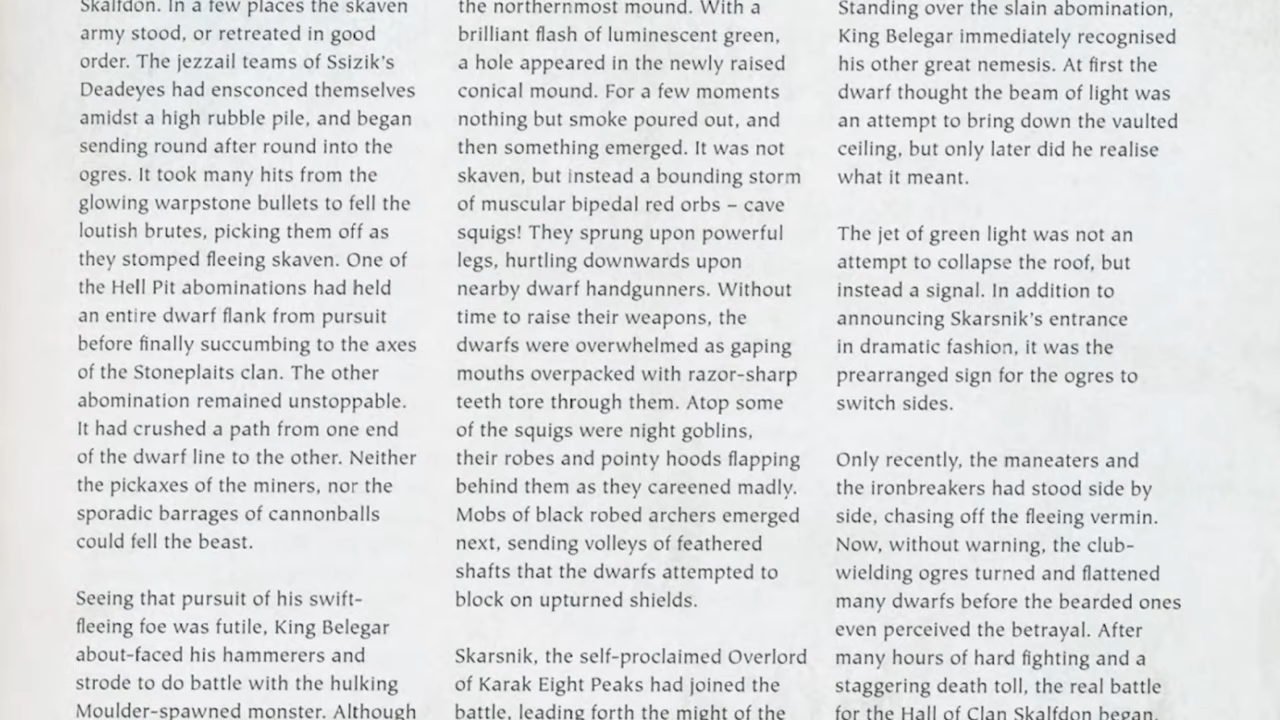 Skalfdon. In a few places the skaven
army stood, or retreated in good
order. The jezzail teams of Ssizik's
Deadeyes had ensconced themselves
amidst a high rubble pile, and began
sending round after round into the
ogres. It took many hits from the
glowing warpstone bullets to fell the
loutish brutes, picking them off as
they stomped fleeing skaven. One of
the Hell Pit abominations had held
an entire dwarf flank from pursuit
before finally succumbing to the axes
of the Stoneplaits clan. The other
abomination remained unstoppable.
It had crushed a path from one end
of the dwarf line to the other. Neither
the pickaxes of the miners, nor the
sporadic barrages of cannonballs
could fell the beast.
Seeing that pursuit of his swift-
fleeing foe was futile, King Belegar
about-faced his hammerers and
strode to do battle with the hulking
Moulder-spawned monster. Although
the northernmost mound. With a
brilliant flash of luminescent green,
a hole appeared in the newly raised
conical mound. For a few moments
nothing but smoke poured out, and
then something emerged. It was not
skaven, but instead a bounding storm
of muscular bipedal red orbs – cave
squigs! They sprung upon powerful
legs, hurtling downwards upon
nearby dwarf handgunners. Without
time to raise their weapons, the
dwarfs were overwhelmed as gaping
mouths overpacked with razor-sharp
teeth tore through them. Atop some
of the squigs were night goblins,
their robes and pointy hoods flapping
behind them as they careened madly.
Mobs of black robed archers emerged
next, sending volleys of feathered
shafts that the dwarfs attempted to
block on upturned shields.
Skarsnik, the self-proclaimed Overlord
of Karak Eight Peaks had joined the
battle, leading forth the might of the
Standing over the slain abomination,
King Belegar immediately recognised
his other great nemesis. At first the
dwarf thought the beam of light was
an attempt to bring down the vaulted
ceiling, but only later did he realise
what it meant.
The jet of green light was not an
attempt to collapse the roof, but
instead a signal. In addition to
announcing Skarsnik's entrance
in dramatic fashion, it was the
prearranged sign for the ogres to
switch sides.
Only recently, the maneaters and
the ironbreakers had stood side by
side, chasing off the fleeing vermin.
Now, without warning, the club-
wielding ogres turned and flattened
many dwarfs before the bearded ones
even perceived the betrayal. After
many hours of hard fighting and a
staggering death toll, the real battle
for the Hall of Clan Skalfdon began.